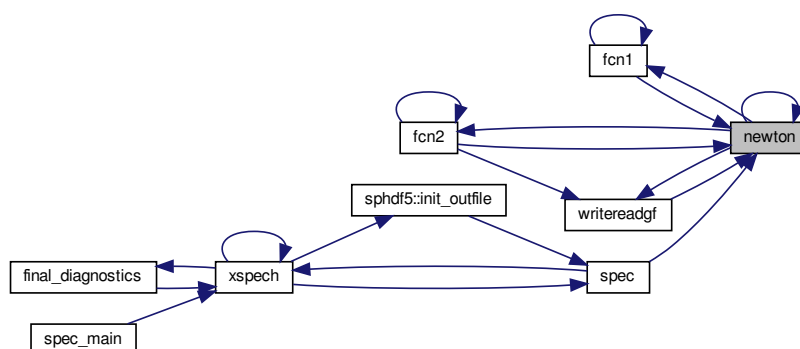 fcn1
fcn2
newton
sphdf5::init_outfile
writereadgf
final_diagnostics
xspech
spec
spec_main